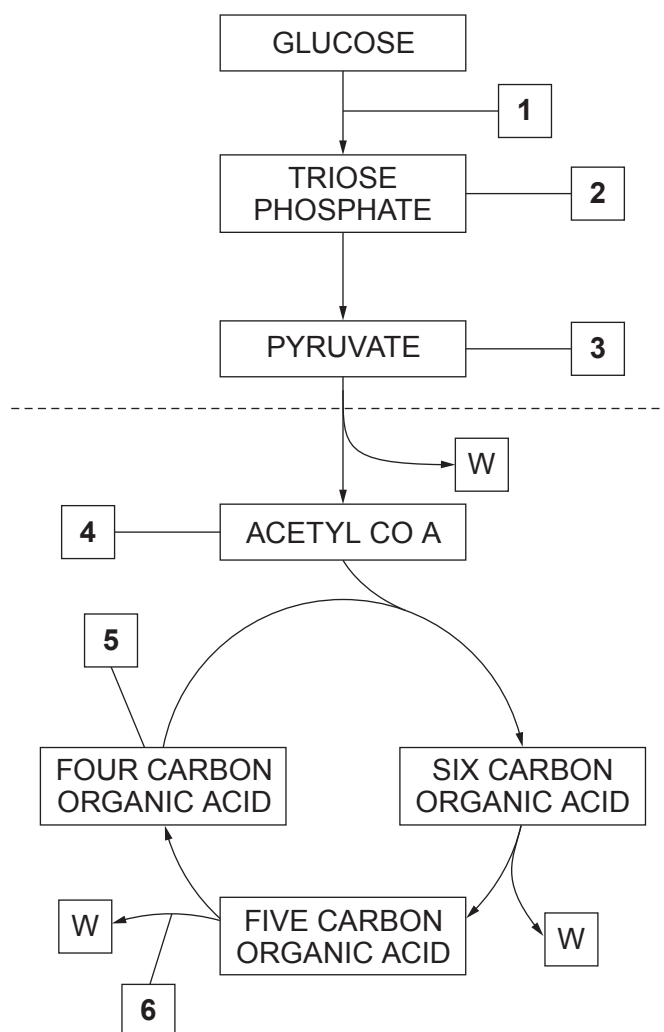 GLUCOSE
1
TRIOSE
PHOSPHATE
2
PYRUVATE
3
W
4
ACETYL CO A
5
FOUR CARBON
ORGANIC ACID
SIX CARBON
ORGANIC ACID
W
FIVE CARBON
ORGANIC ACID
W
6